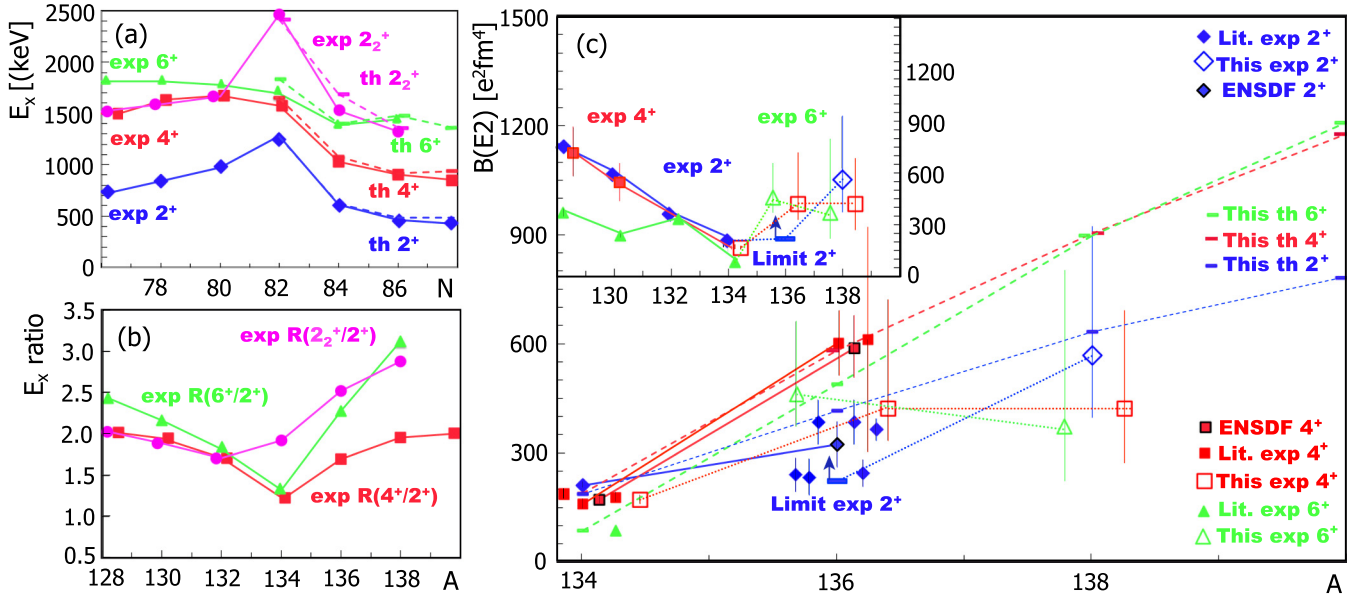 (a)
E_x [(keV]
2500
2000
1500
1000
500
0
exp 2₂⁺
exp 6⁺
th 2₂⁺
exp 4⁺
th 6⁺
th 4⁺
exp 2⁺
th 2⁺
78 80 82 84 86 N
(b)
E_x ratio
3.5
3.0
2.5
2.0
1.5
1.0
0.5
exp R(2₂⁺/2⁺)
exp R(6⁺/2⁺)
exp R(4⁺/2⁺)
128 130 132 134 136 138 A
(c)
B(E2) [e²fm⁴]
1500
1200
900
600
300
0
exp 4⁺
exp 6⁺
exp 2⁺
Limit 2⁺
130 132 134 136 138
1200
900
600
300
0
Lit. exp 2⁺
This exp 2⁺
ENSDF 2⁺
This th 6⁺
This th 4⁺
This th 2⁺
Limit exp 2⁺
ENSDF 4⁺
Lit. exp 4⁺
This exp 4⁺
Lit. exp 6⁺
This exp 6⁺
134 136 138 A